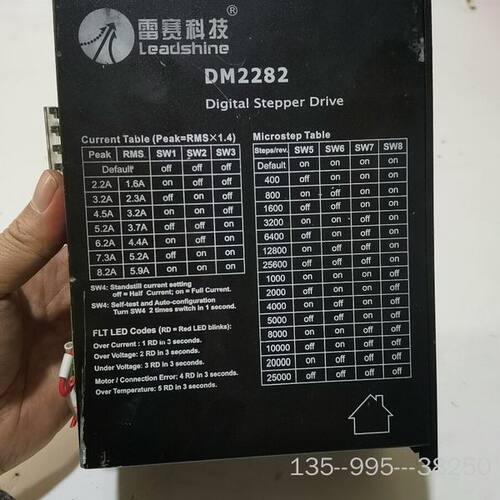 雷赛科技®
Leadshine
DM2282
Digital Stepper Drive
Current Table (Peak=RMS×1.4)
Peak RMS SW1 SW2 SW3
Default off off off
2.2A 1.6A on off off
3.2A 2.3A off on off
4.5A 3.2A on on off
5.2A 3.7A off off on
6.2A 4.4A on off on
7.3A 5.2A off on on
8.2A 5.9A on on on
SW4: Standstill current setting
off = Half Current; on = Full Current.
SW4: Self-test and Auto-configuration
Turn SW4 2 times switch in 1 second.
FLT LED Codes (RD = Red LED blinks):
Over Current : 1 RD in 3 seconds.
Over Voltage: 2 RD in 3 seconds.
Under Voltage: 3 RD in 3 seconds.
Motor / Connection Error: 4 RD in 3 seconds.
Over Temperature: 5 RD in 3 seconds.
Microstep Table
Steps/rev. SW5 SW6 SW7 SW8
Default on on on on
400 off on on on
800 on off on on
1600 off off on on
3200 on on off on
6400 off on off on
12800 on off off on
25600 off off off on
1000 on on on off
2000 off on on off
4000 on off on off
5000 off off on off
8000 on on off off
10000 off on off off
20000 on off off off
25000 off off off off
135--995---38250